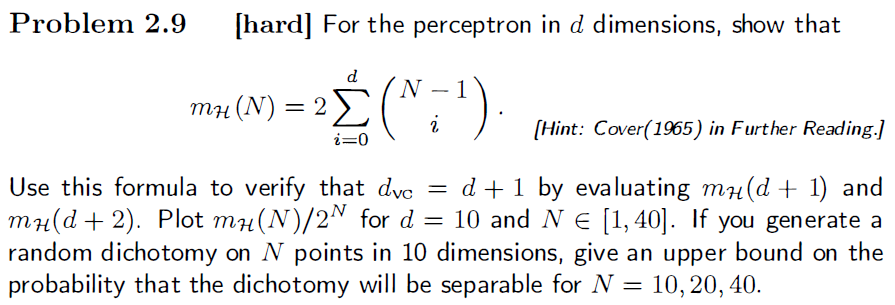 Problem 2.9 [hard] For the perceptron in d dimensions, show that
m_H(N) = 2 \sum_{i=0}^{d} \binom{N − 1}{i}.
[Hint: Cover(1965) in Further Reading.]
Use this formula to verify that d_vc = d + 1 by evaluating m_H(d + 1) and
m_H(d + 2). Plot m_H(N)/2^N for d = 10 and N ∈ [1, 40]. If you generate a
random dichotomy on N points in 10 dimensions, give an upper bound on the
probability that the dichotomy will be separable for N = 10, 20, 40.